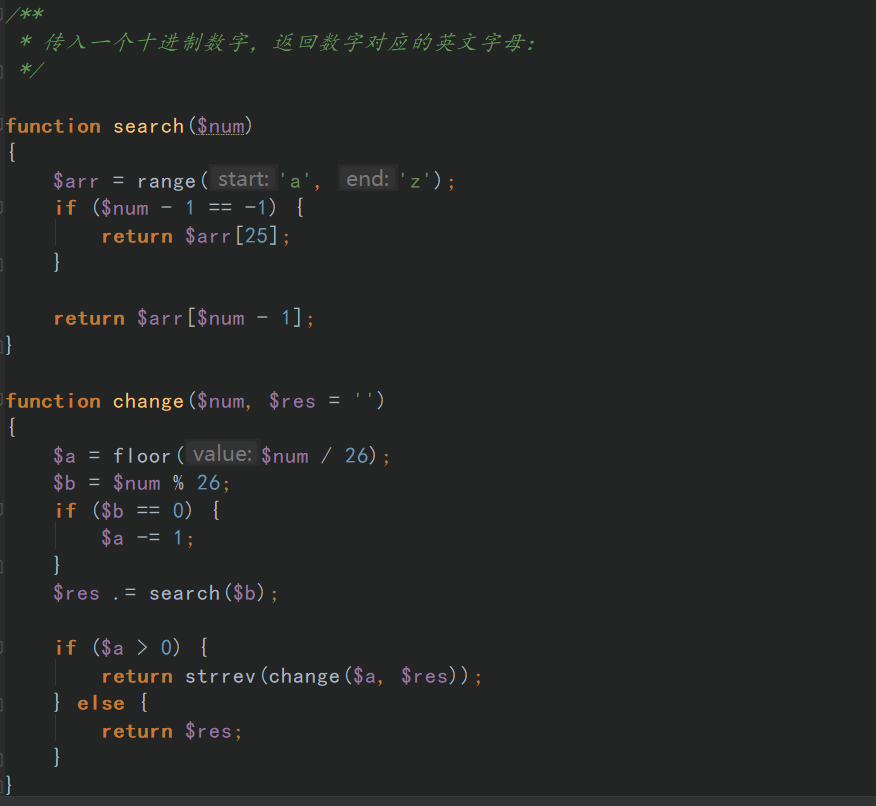 /**
 * 传入一个十进制数字，返回数字对应的英文字母：
 */
function search($num)
{
    $arr = range( start: 'a', end: 'z');
    if ($num - 1 == -1) {
        return $arr[25];
    }
    return $arr[$num - 1];
}
function change($num, $res = '')
{
    $a = floor( value: $num / 26);
    $b = $num % 26;
    if ($b == 0) {
        $a -= 1;
    }
    $res .= search($b);
    if ($a > 0) {
        return strrev(change($a, $res));
    } else {
        return $res;
    }
}